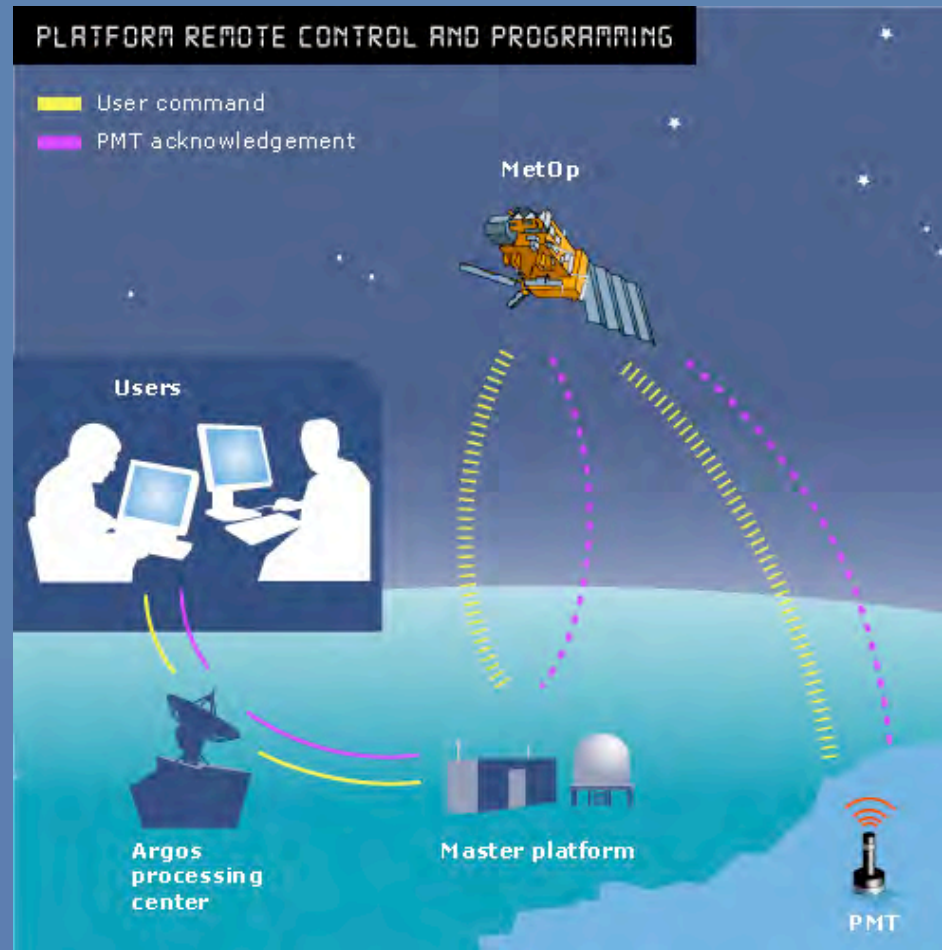 PLATFORM REMOTE CONTROL AND PROGRAMMING
User command
PMT acknowledgement
MetOp
Users
Argos
processing
center
Master platform
PMT